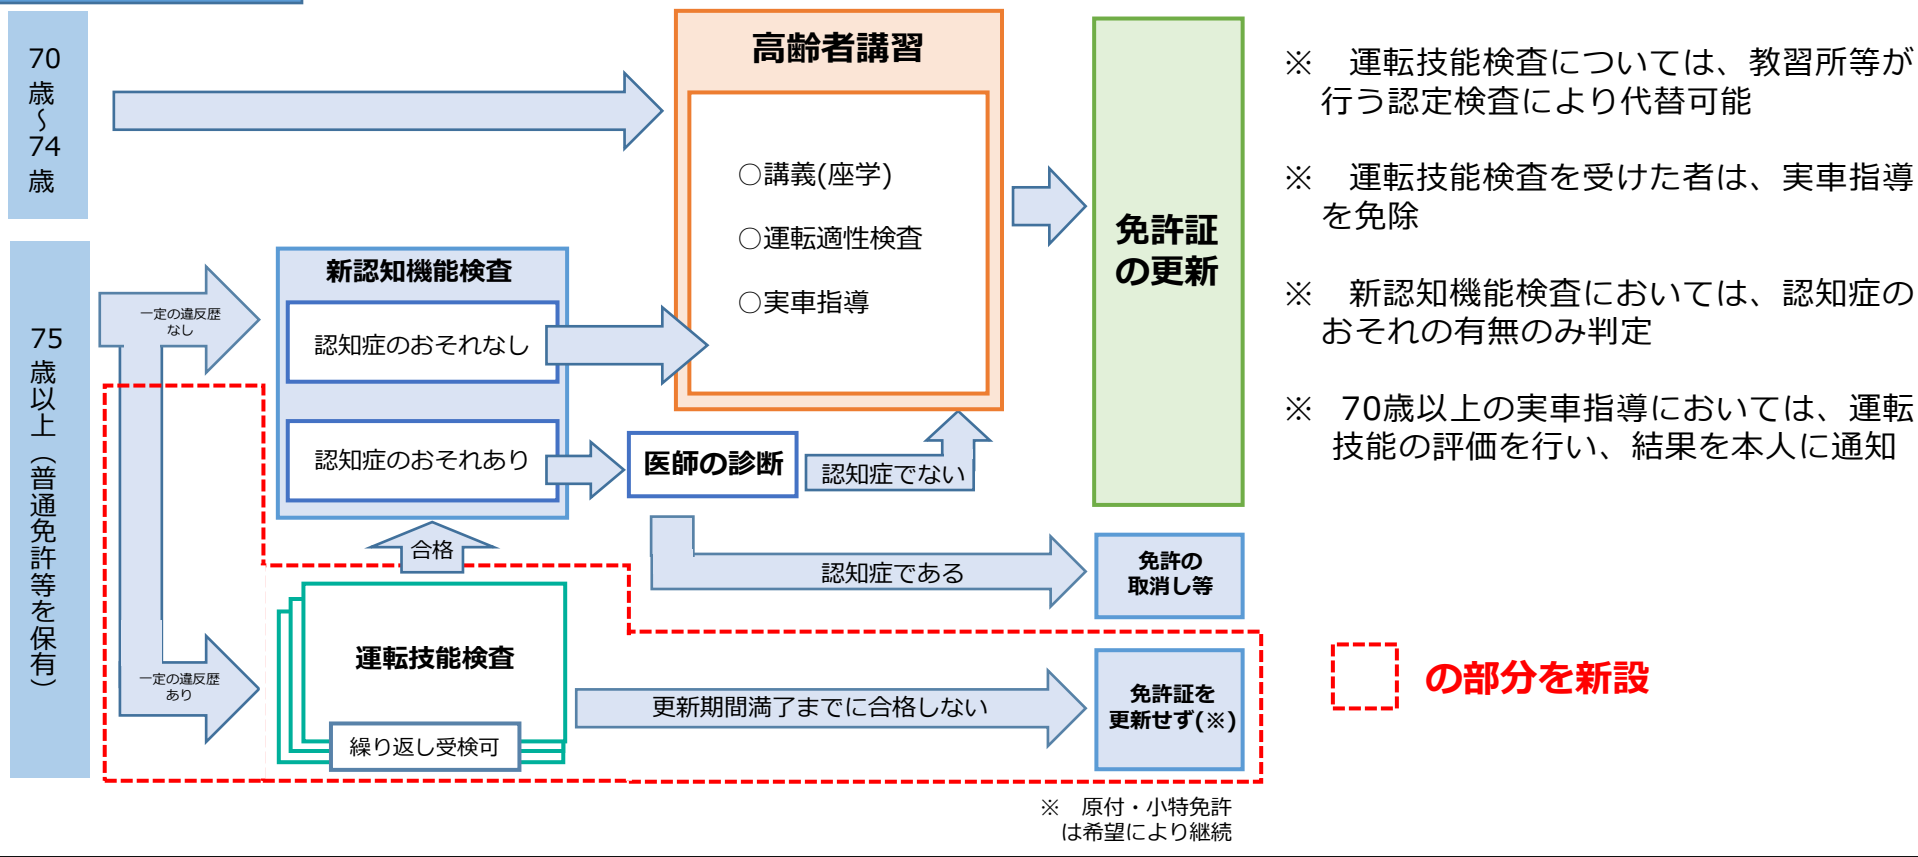 70歳～74歳
高齢者講習
○講義(座学)
○運転適性検査
○実車指導
免許証
の更新
75歳以上（普通免許等を保有）
一定の違反歴
なし
新認知機能検査
認知症のおそれなし
認知症のおそれあり
医師の診断
認知症でない
認知症である
免許の
取消し等
合格
一定の違反歴
あり
運転技能検査
繰り返し受検可
更新期間満了までに合格しない
免許証を
更新せず(※)
※　原付・小特免許
は希望により継続
※　運転技能検査については、教習所等が
行う認定検査により代替可能
※　運転技能検査を受けた者は、実車指導
を免除
※　新認知機能検査においては、認知症の
おそれの有無のみ判定
※　70歳以上の実車指導においては、運転
技能の評価を行い、結果を本人に通知
の部分を新設